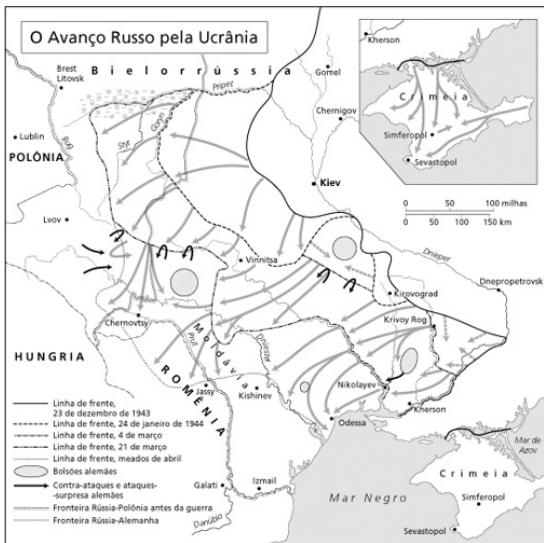 O Avanço Russo pela Ucrânia
Kherson
Crimeia
Simferopol
Sevastopol
0 50 100 milhas
0 50 100 150 km
Brest
Litovsk
Bielorrússia
Gomel
Pripet
Chernigov
Lublin
POLÔNIA
Bug
Styr
Goryn
Kiev
Lvov
Vinnitsa
Dnieper
Dnepropetrovsk
Kirovograd
Krivoy Rog
Chernovtsy
HUNGRIA
Moldávia
Prut
Dniester
ROMÊNIA
Jassy
Kishinev
Nikolayev
Kherson
Odessa
Galati
Izmail
Danúbio
Mar Negro
Mar de
Azov
Crimeia
Simferopol
Sevastopol
Linha de frente,
23 de dezembro de 1943
Linha de frente, 24 de janeiro de 1944
Linha de frente, 4 de março
Linha de frente, 21 de março
Linha de frente, meados de abril
Bolsões alemães
Contra-ataques e ataques-
-surpresa alemães
Fronteira Rússia-Polônia antes da guerra
Fronteira Rússia-Alemanha